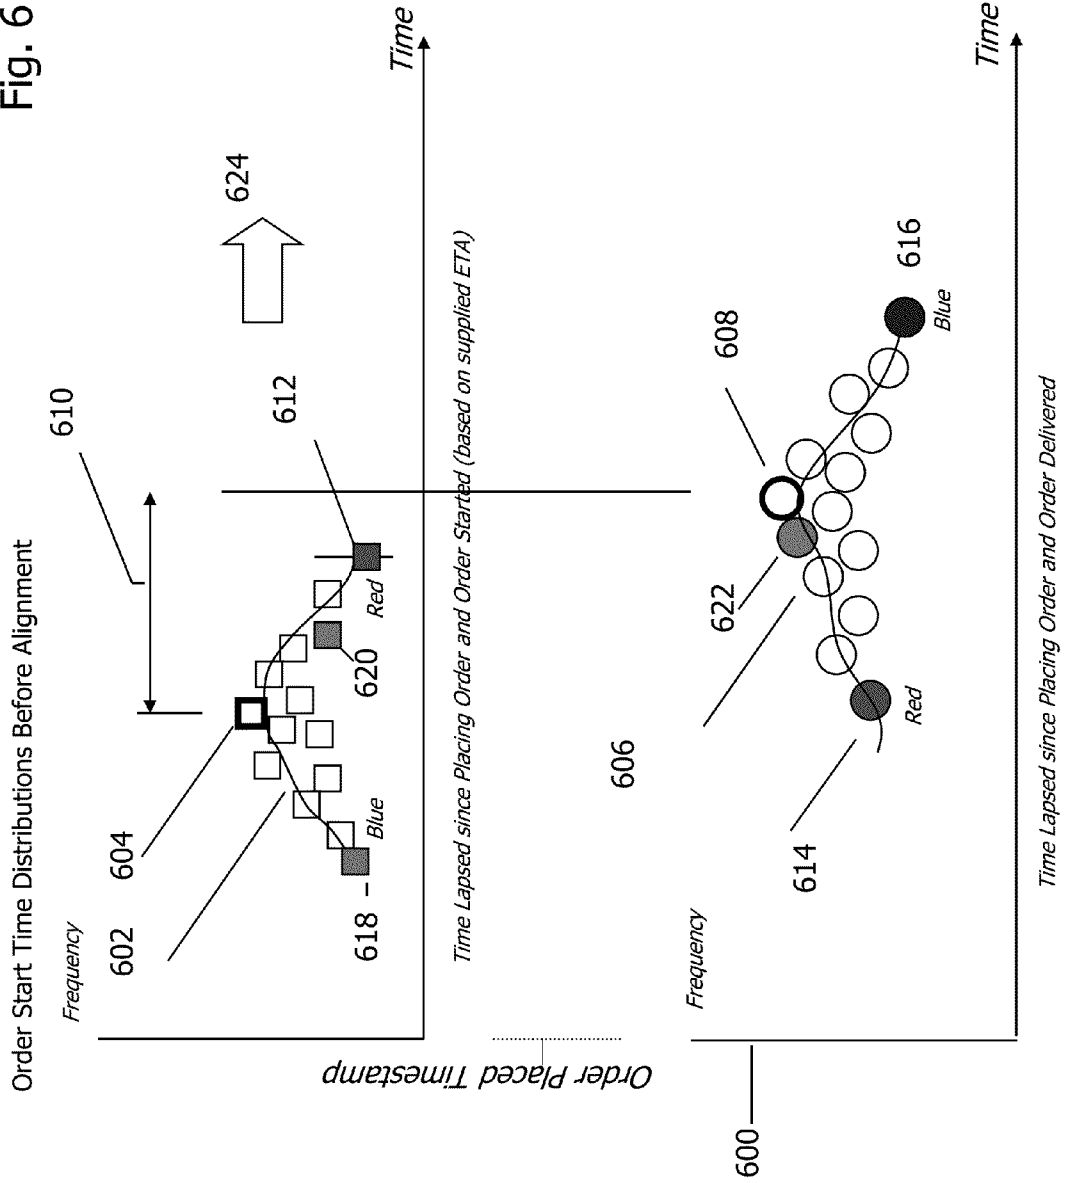 Fig. 6
Order Start Time Distributions Before Alignment
610
624
Frequency
604
602
612
618
Blue
620
Red
Time
Time Lapsed since Placing Order and Order Started (based on supplied ETA)
Order Placed Timestamp
600
Frequency
606
622
608
614
Red
616
Blue
Time
Time Lapsed since Placing Order and Order Delivered